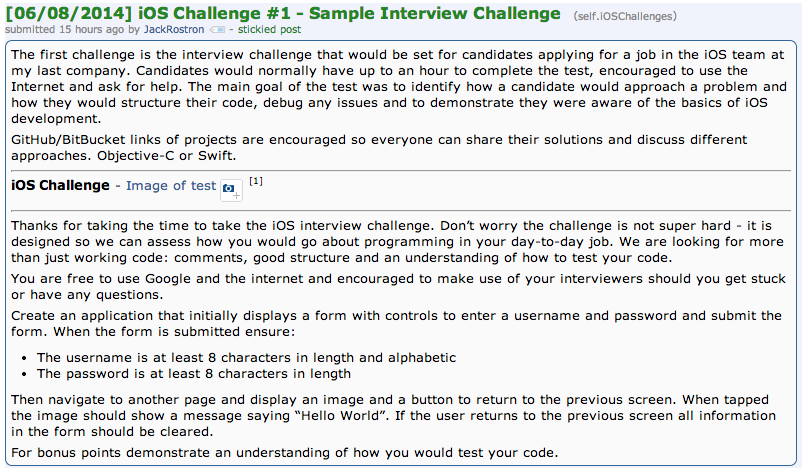 [06/08/2014] iOS Challenge #1 - Sample Interview Challenge (self.iOSChallenges)
submitted 15 hours ago by JackRostron - stickied post
The first challenge is the interview challenge that would be set for candidates applying for a job in the iOS team at
my last company. Candidates would normally have up to an hour to complete the test, encouraged to use the
Internet and ask for help. The main goal of the test was to identify how a candidate would approach a problem and
how they would structure their code, debug any issues and to demonstrate they were aware of the basics of iOS
development.
GitHub/BitBucket links of projects are encouraged so everyone can share their solutions and discuss different
approaches. Objective-C or Swift.
iOS Challenge - Image of test [1]
Thanks for taking the time to take the iOS interview challenge. Don’t worry the challenge is not super hard - it is
designed so we can assess how you would go about programming in your day-to-day job. We are looking for more
than just working code: comments, good structure and an understanding of how to test your code.
You are free to use Google and the internet and encouraged to make use of your interviewers should you get stuck
or have any questions.
Create an application that initially displays a form with controls to enter a username and password and submit the
form. When the form is submitted ensure:
• The username is at least 8 characters in length and alphabetic
• The password is at least 8 characters in length
Then navigate to another page and display an image and a button to return to the previous screen. When tapped
the image should show a message saying “Hello World”. If the user returns to the previous screen all information
in the form should be cleared.
For bonus points demonstrate an understanding of how you would test your code.